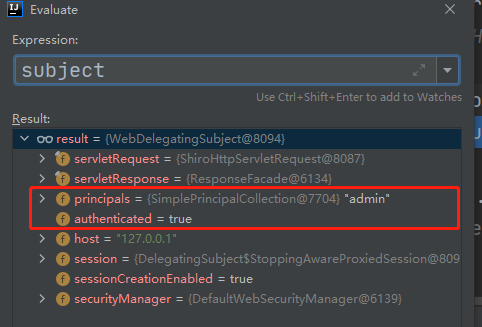 Evaluate
Expression:
subject
Use Ctrl+Shift+Enter to add to Watches
Result:
result = {WebDelegatingSubject@8094}
servletRequest = {ShiroHttpServletRequest@8087}
servletResponse = {ResponseFacade@6134}
principals = {SimplePrincipalCollection@7704} "admin"
authenticated = true
host = "127.0.0.1"
session = {DelegatingSubject$StoppingAwareProxiedSession@809
sessionCreationEnabled = true
securityManager = {DefaultWebSecurityManager@6139}